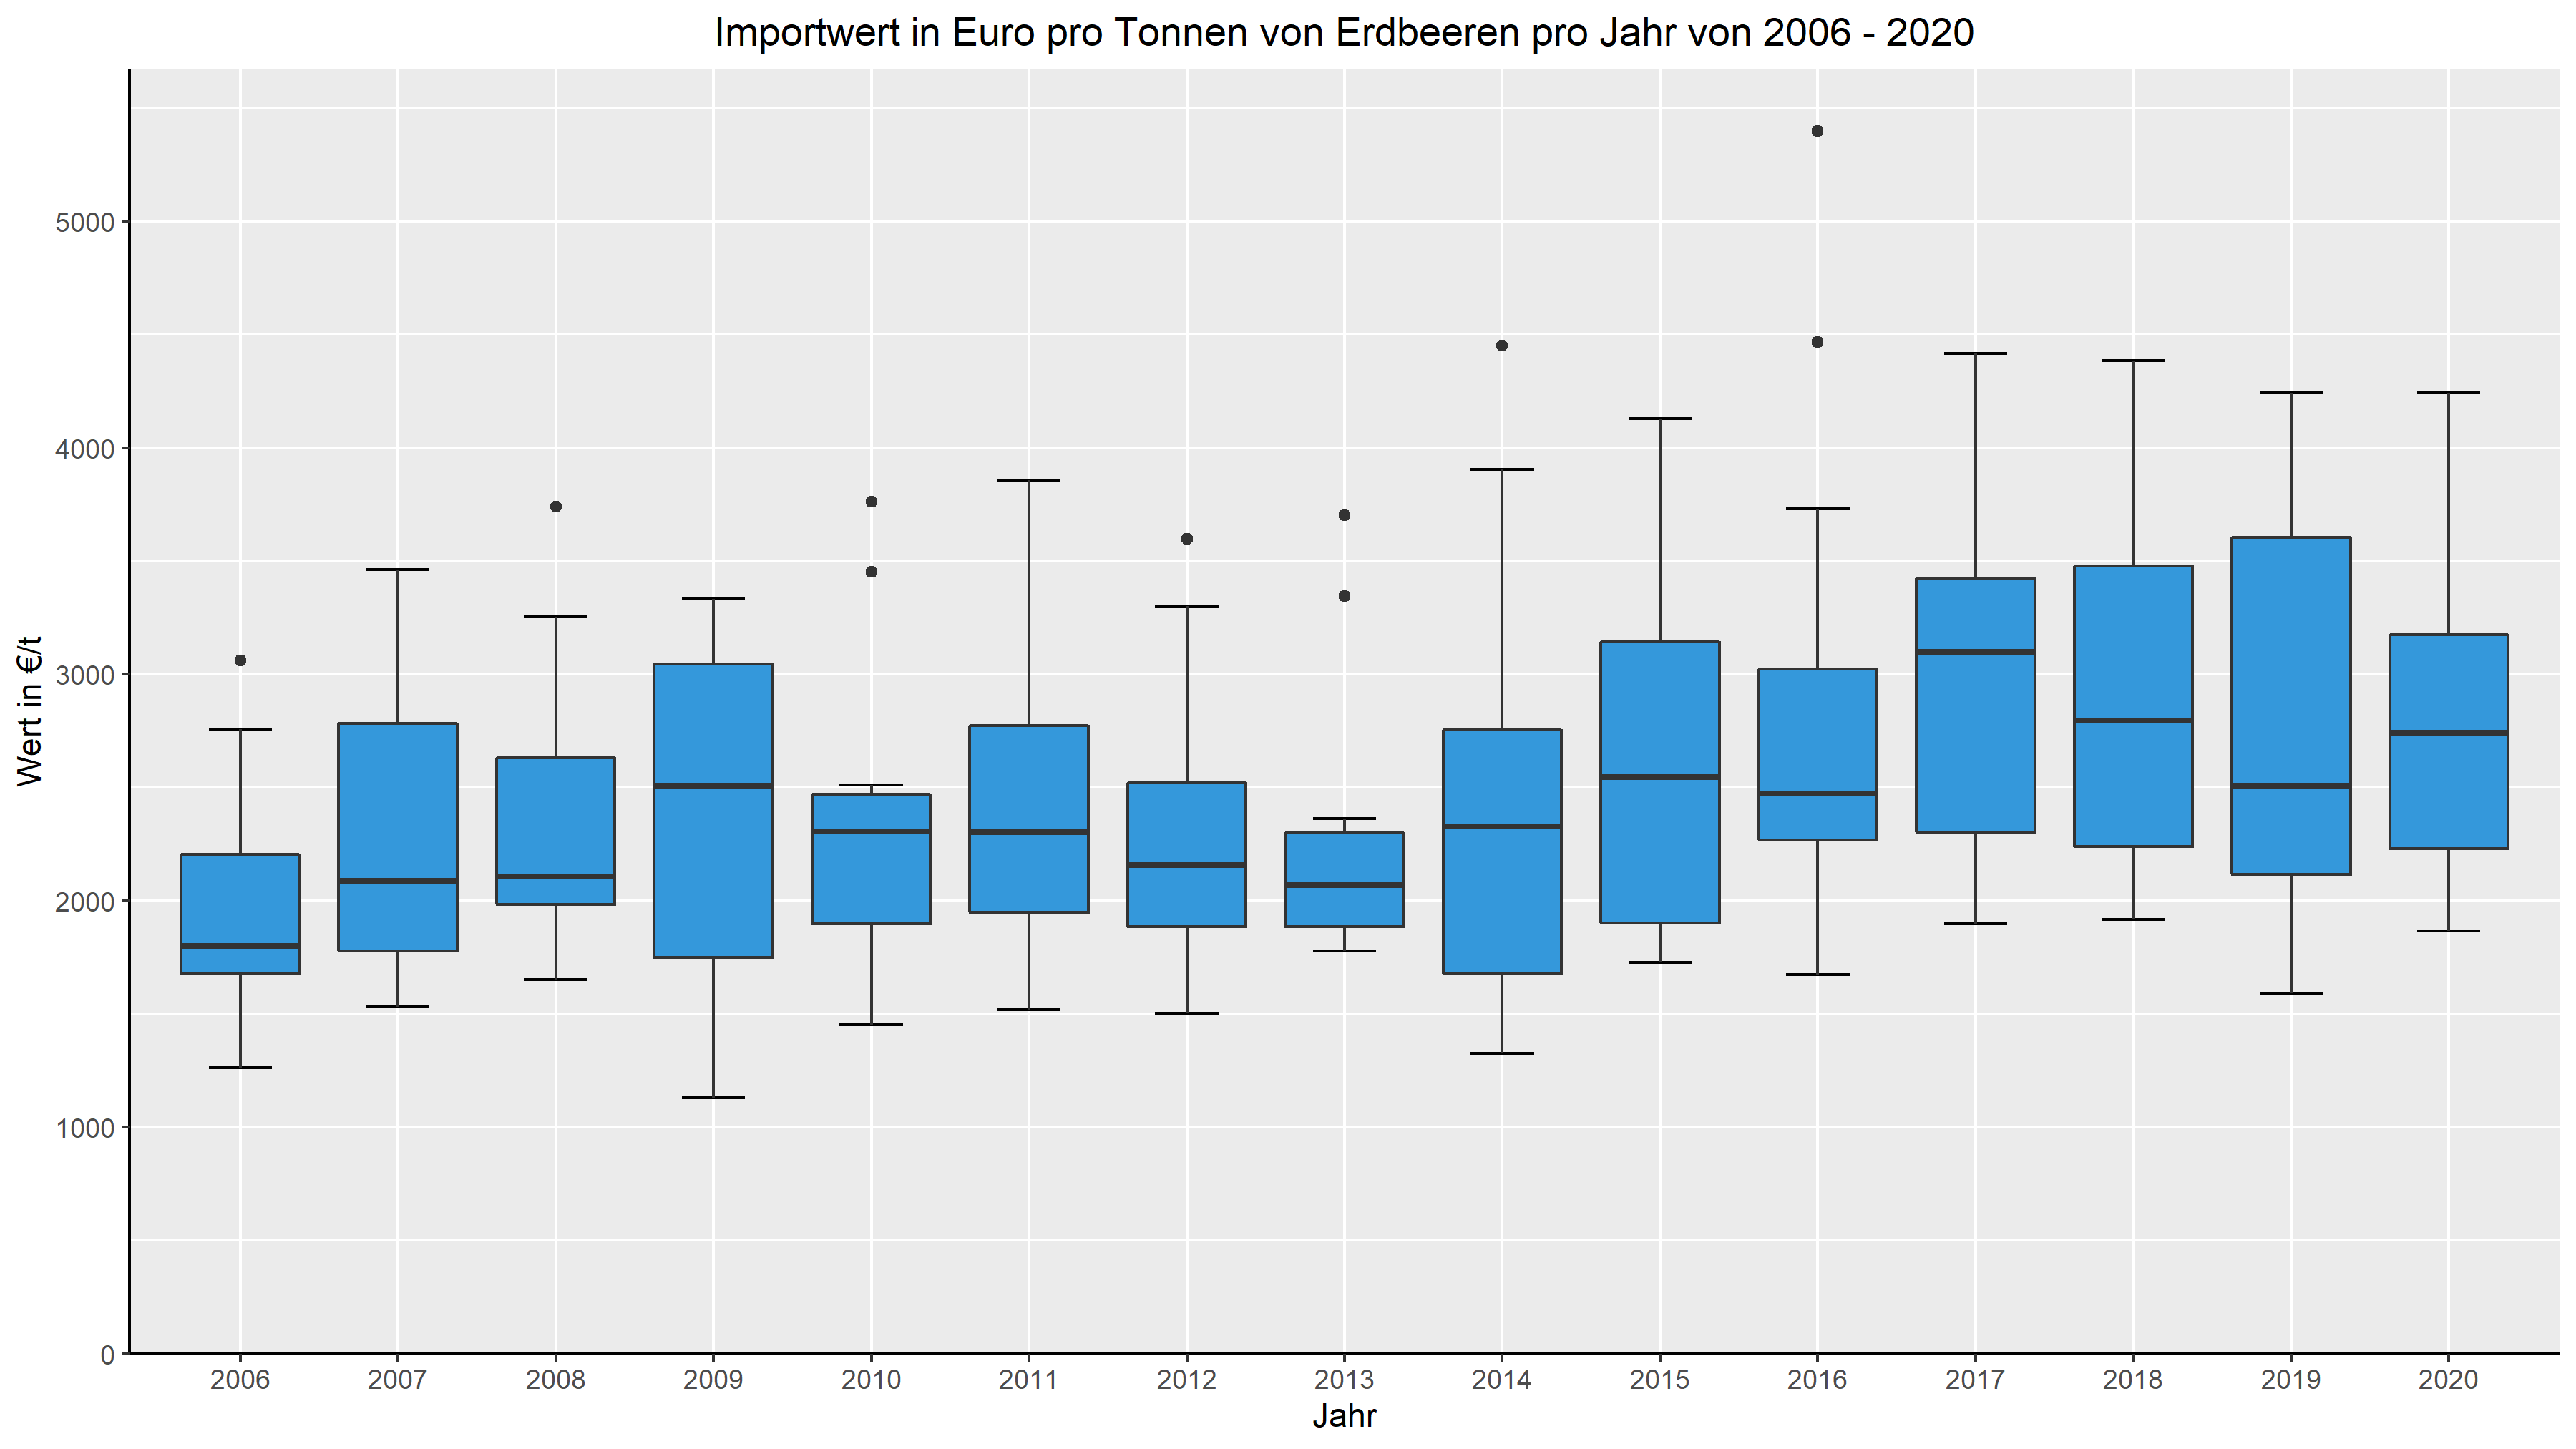 Importwert in Euro pro Tonnen von Erdbeeren pro Jahr von 2006 - 2020
Wert in €/t
5000
4000
3000
2000
1000
0
2006 2007 2008 2009 2010 2011 2012 2013 2014 2015 2016 2017 2018 2019 2020
Jahr